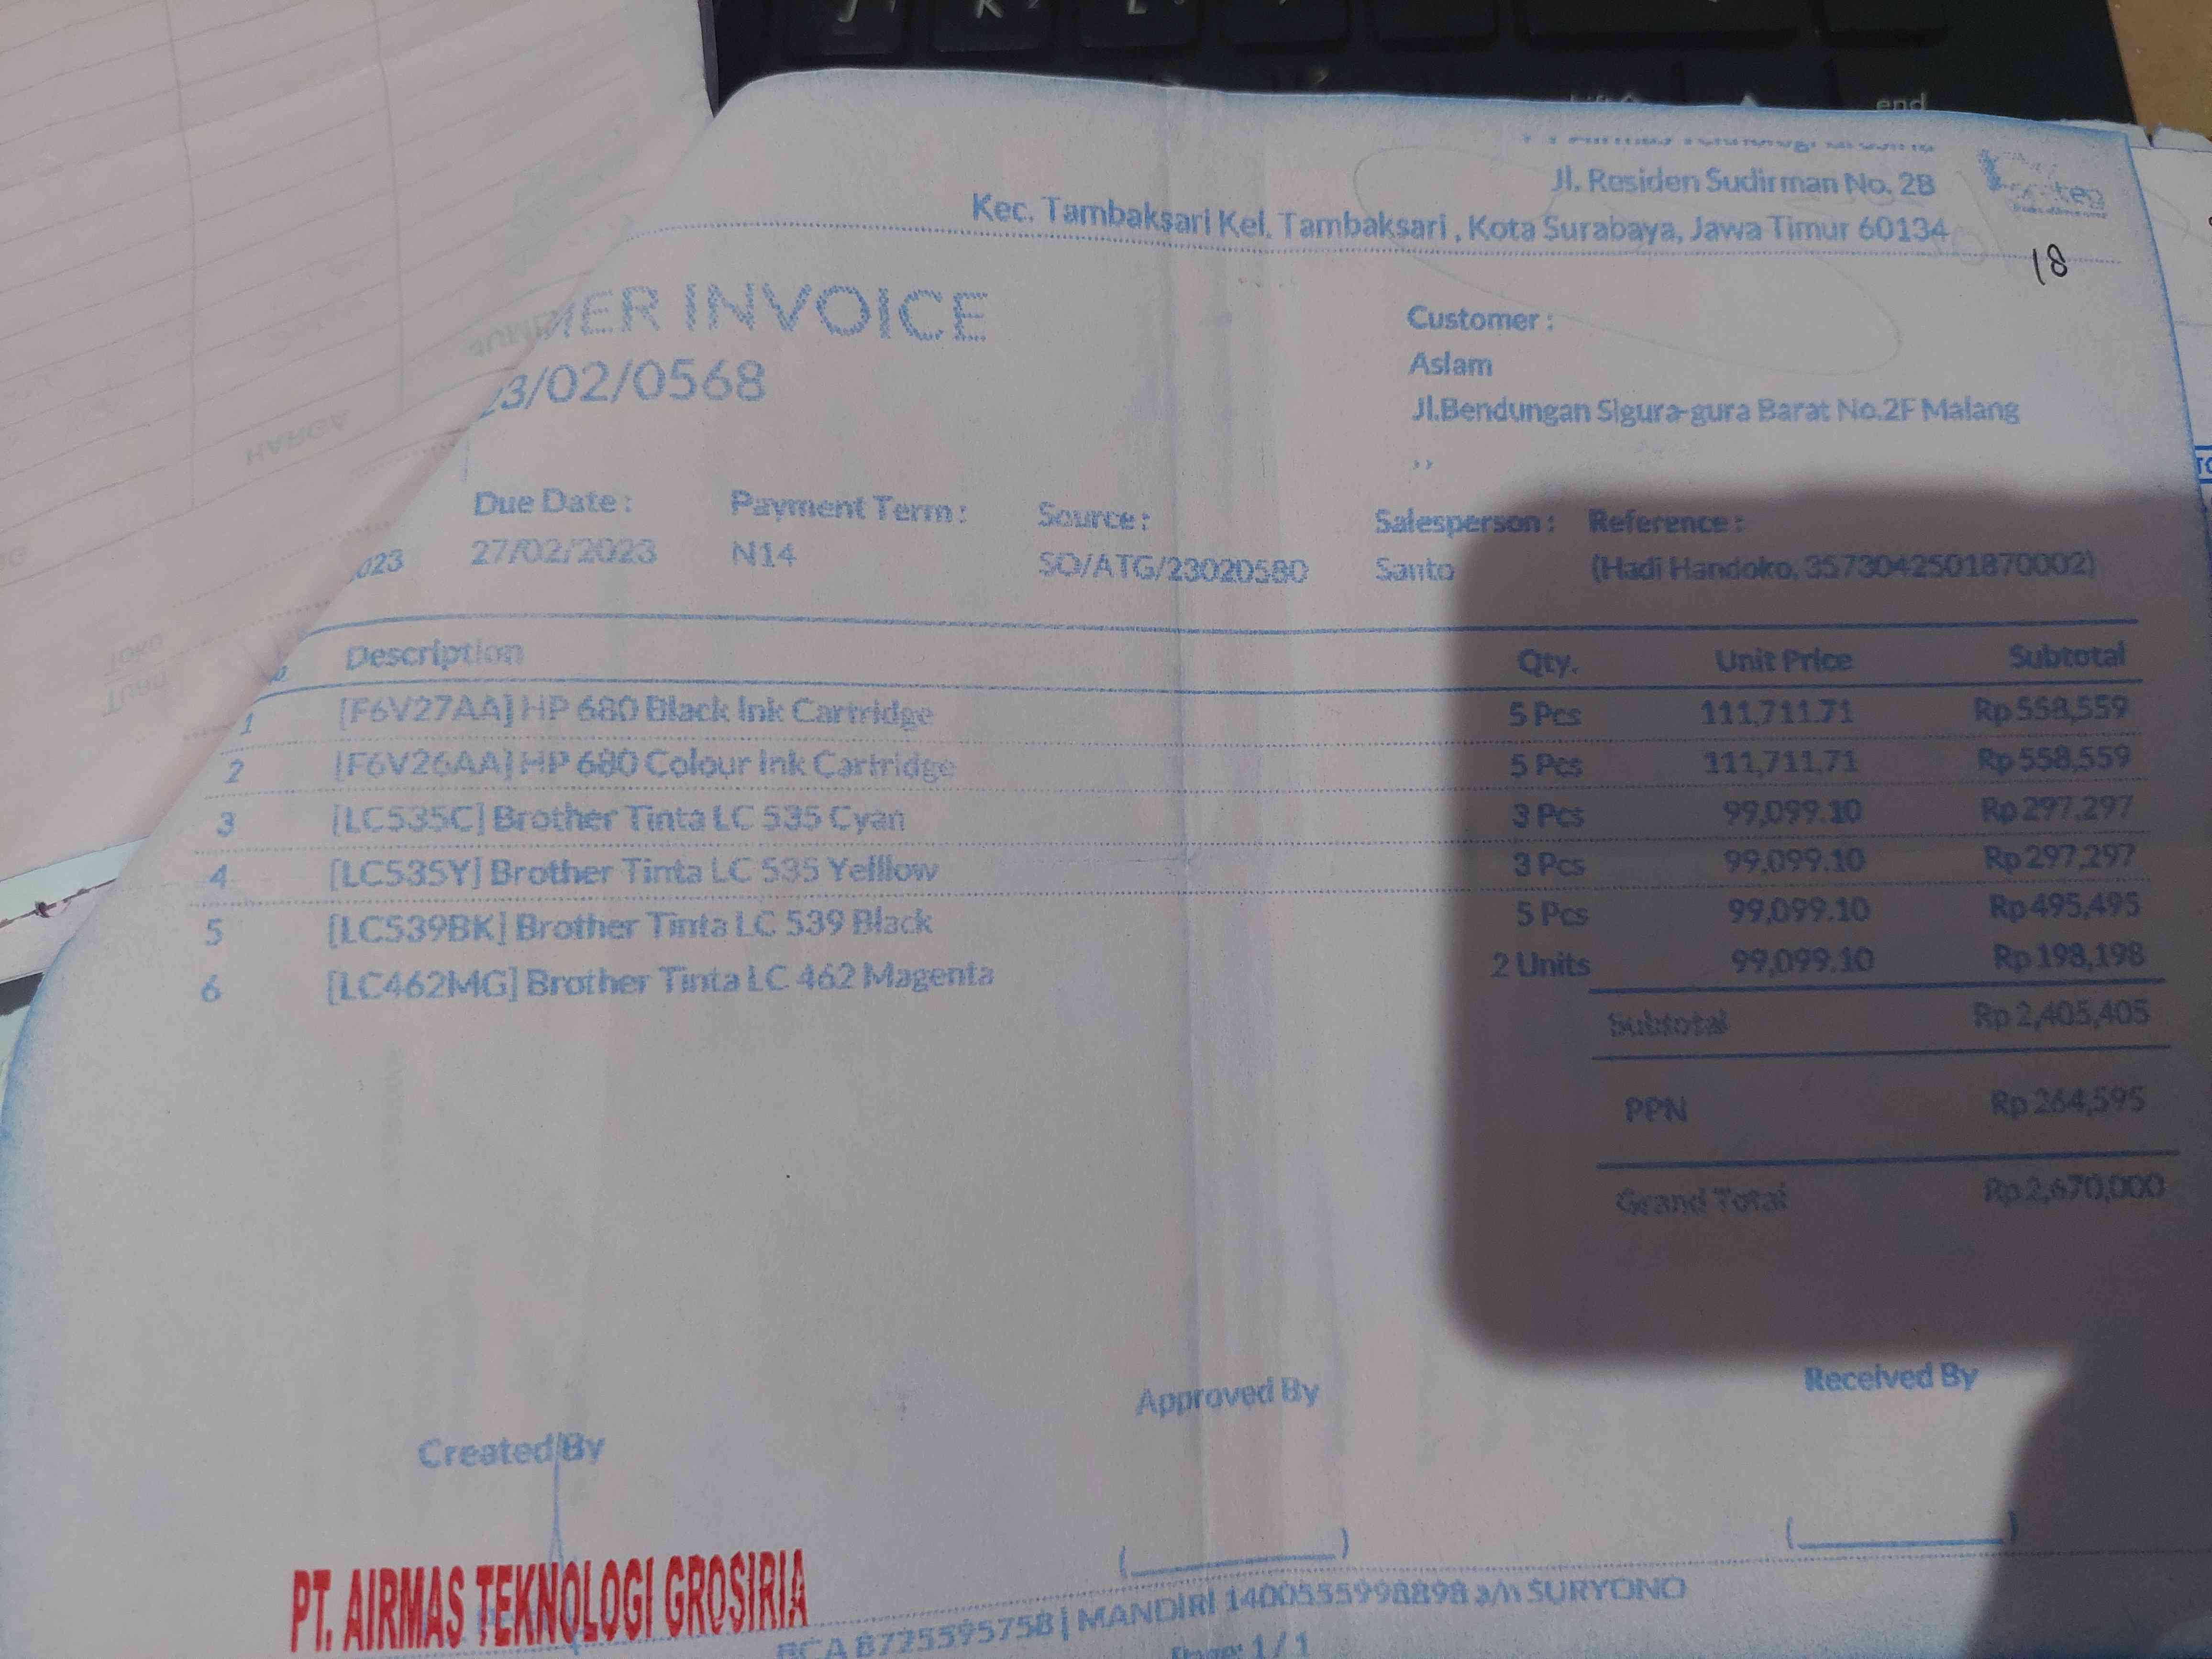 Jl. Residen Sudirman No. 2B
Kec. Tambaksari Kel. Tambaksari , Kota Surabaya, Jawa Timur 60134
18
MER INVOICE
23/02/0568
Customer :
Aslam
Jl.Bendungan Sigura-gura Barat No.2F Malang
,,
HARGA
Due Date : Payment Term : Source : Salesperson : Reference :
023 27/02/2023 N14 SO/ATG/23020580 Santo (Hadi Handoko, 3573042501870002)
TOKO
TUAN
Description Qty. Unit Price Subtotal
1 [F6V27AA] HP 680 Black Ink Cartridge 5 Pcs 111,711.71 Rp 558,559
2 [F6V26AA] HP 680 Colour Ink Cartridge 5 Pcs 111,711.71 Rp 558,559
3 [LC535C] Brother Tinta LC 535 Cyan 3 Pcs 99,099.10 Rp 297,297
4 [LC535Y] Brother Tinta LC 535 Yelllow 3 Pcs 99,099.10 Rp 297,297
5 [LC539BK] Brother Tinta LC 539 Black 5 Pcs 99,099.10 Rp 495,495
6 [LC462MG] Brother Tinta LC 462 Magenta 2 Units 99,099.10 Rp 198,198
Subtotal Rp 2,405,405
PPN Rp 264,595
Grand Total Rp 2,670,000
Created By Approved By Received By
PT. AIRMAS TEKNOLOGI GROSIRIA
(____________) (____________)
BCA 8725595758 | MANDIRI 1400555998898 a/n SURYONO
Page: 1 / 1